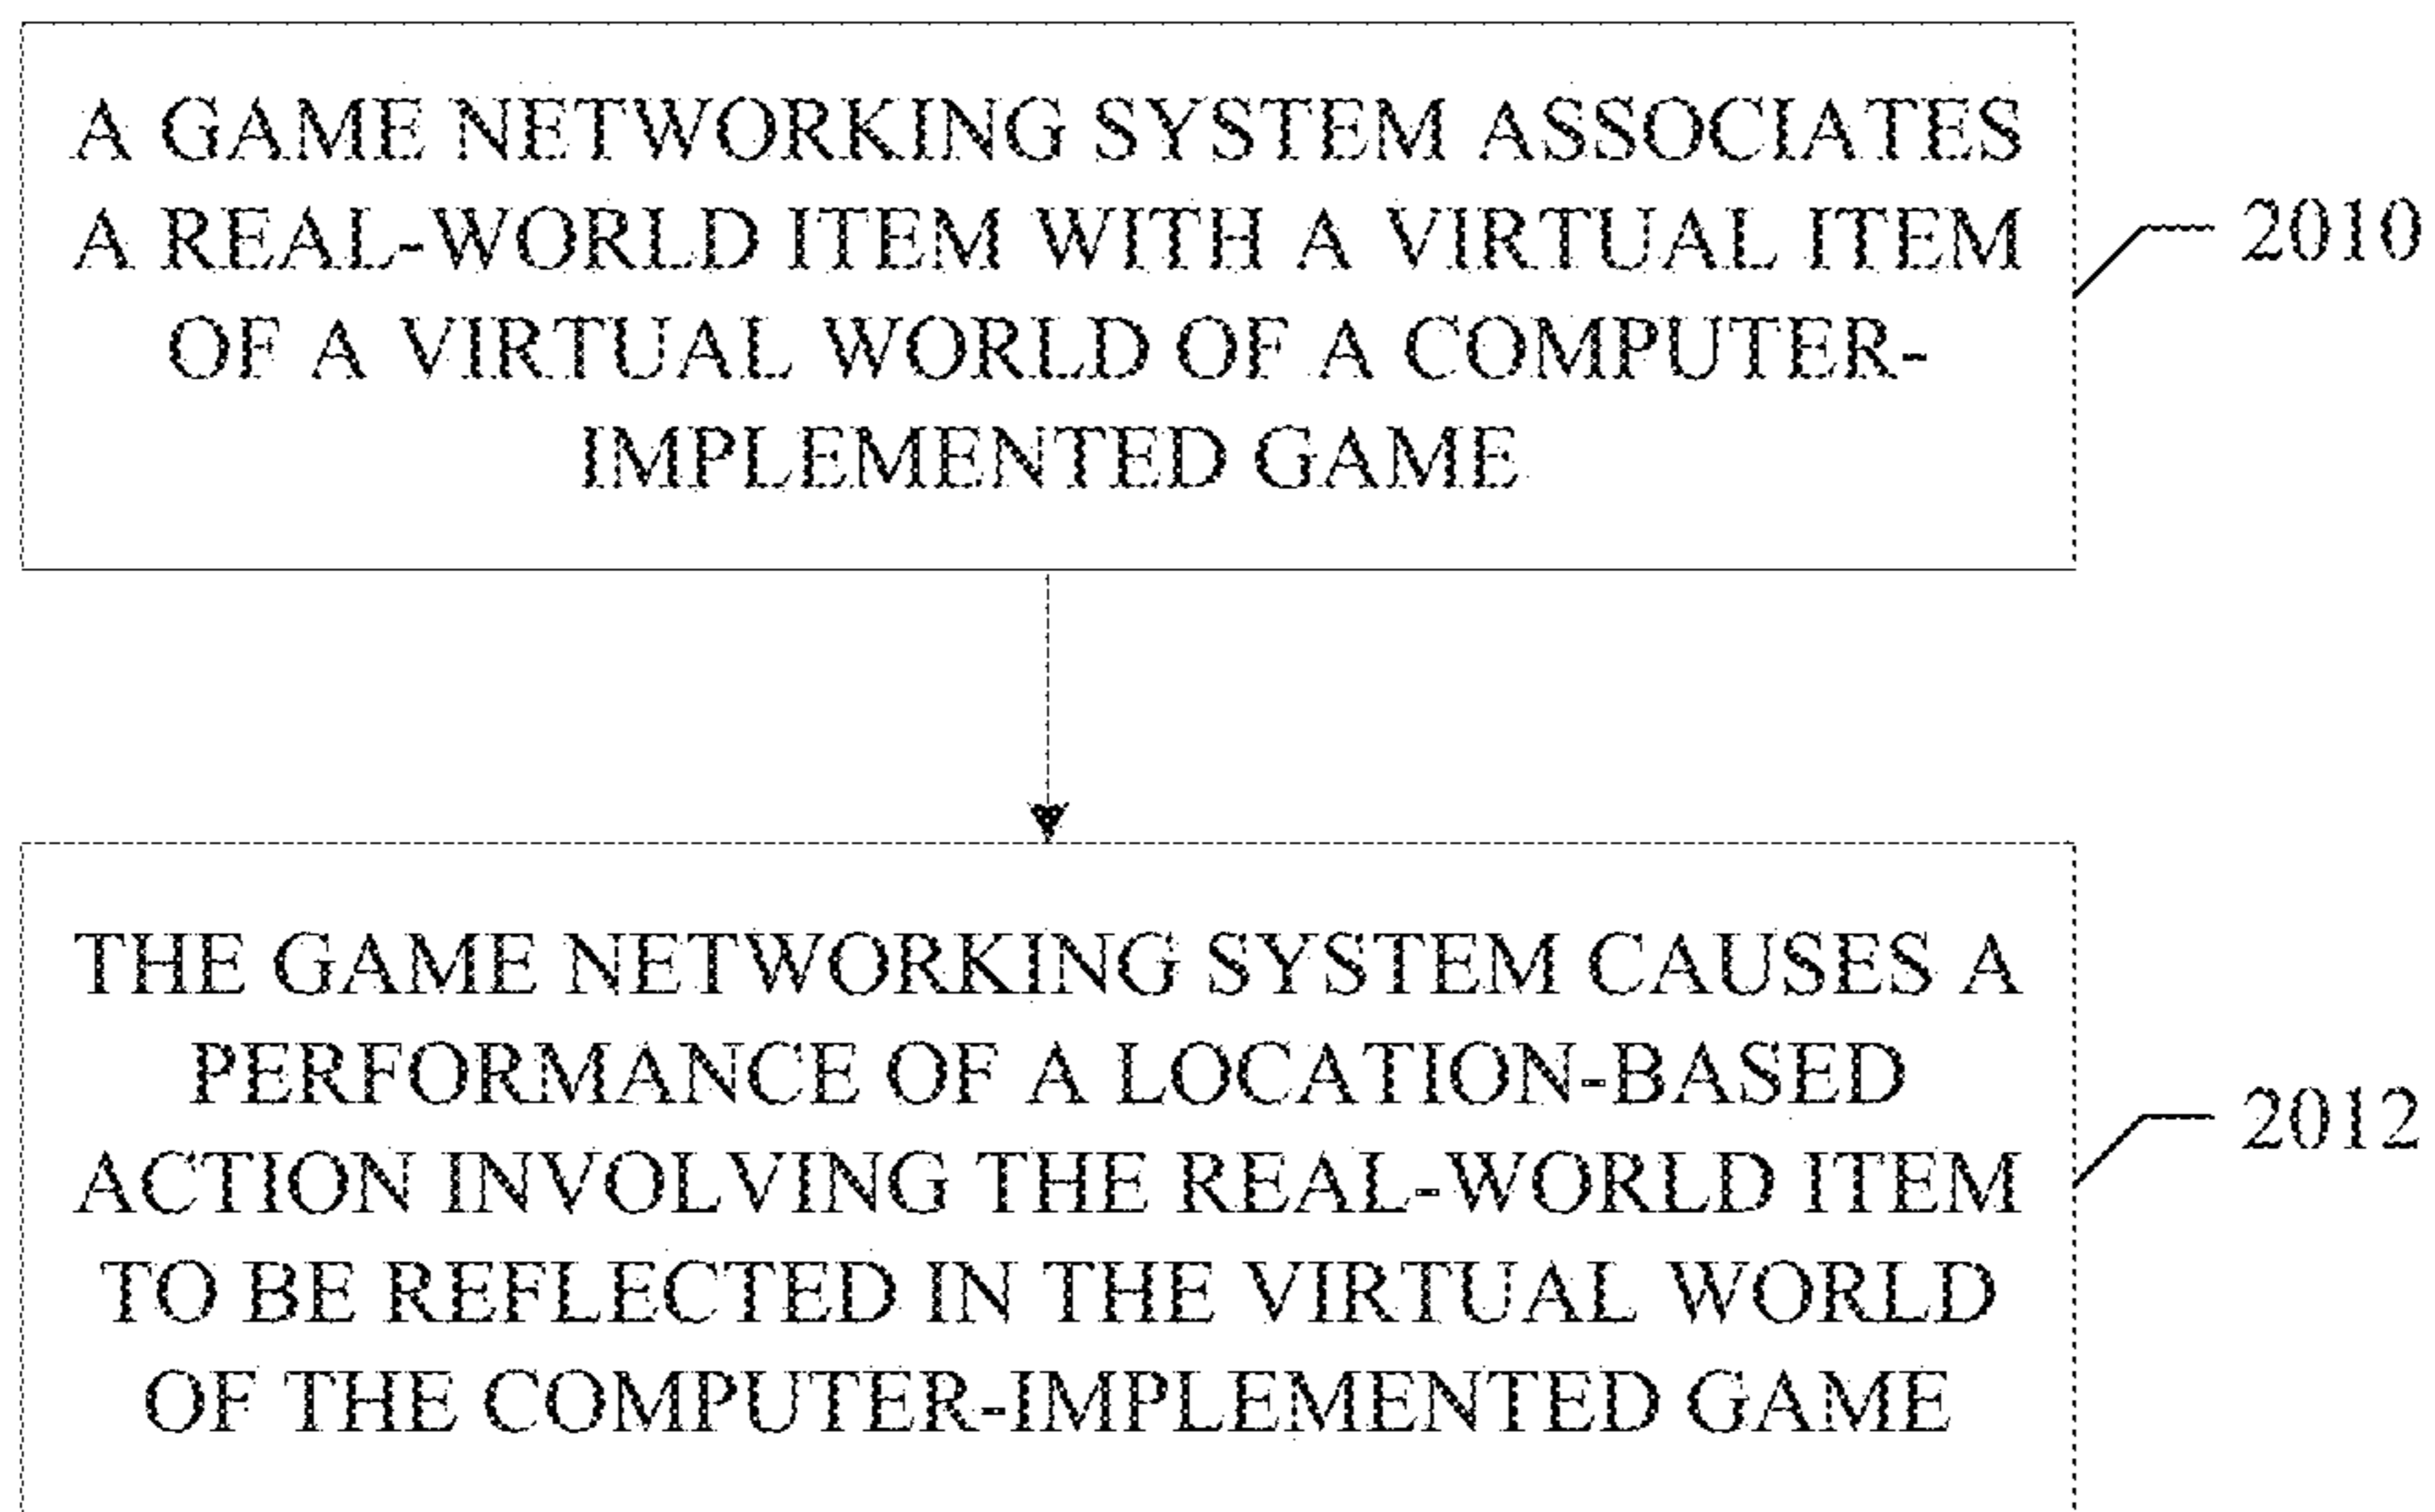 A GAME NETWORKING SYSTEM ASSOCIATES
A REAL-WORLD ITEM WITH A VIRTUAL ITEM
OF A VIRTUAL WORLD OF A COMPUTER-
IMPLEMENTED GAME
2010
THE GAME NETWORKING SYSTEM CAUSES A
PERFORMANCE OF A LOCATION-BASED
ACTION INVOLVING THE REAL-WORLD ITEM
TO BE REFLECTED IN THE VIRTUAL WORLD
OF THE COMPUTER-IMPLEMENTED GAME
2012